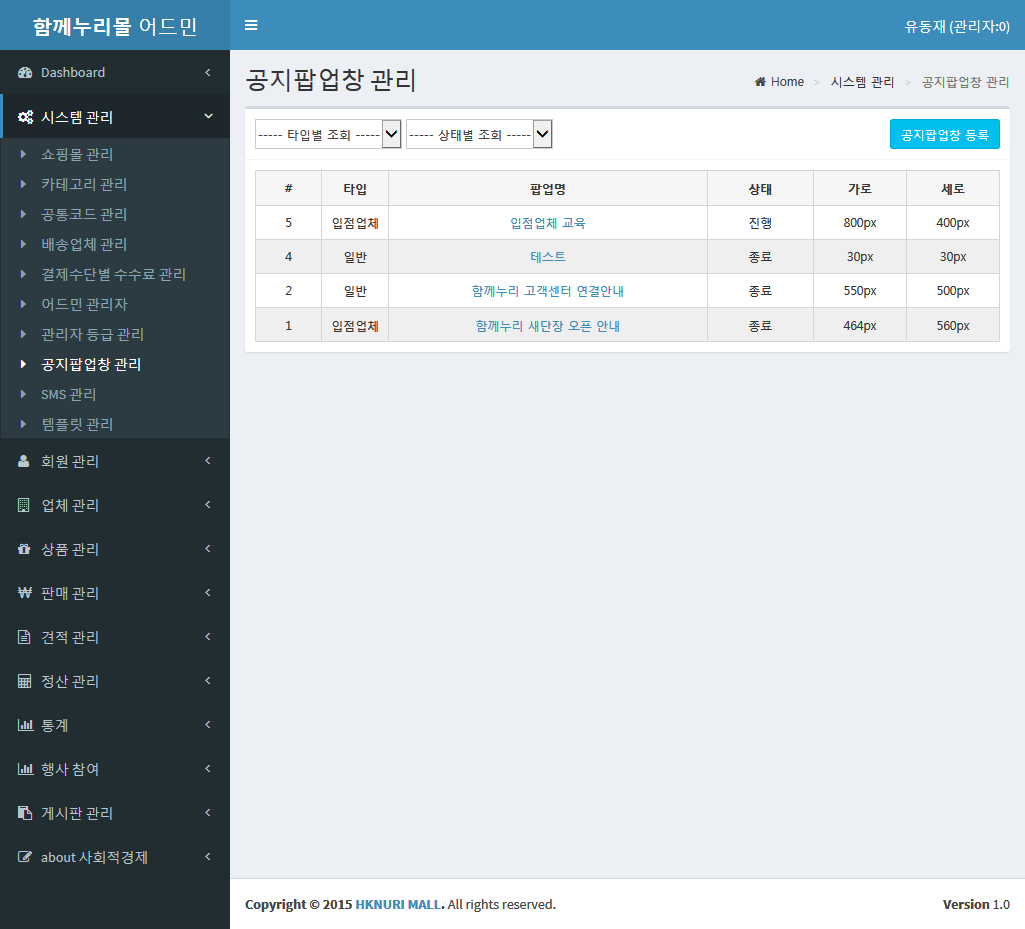 함께누리몰 어드민
유동재 (관리자:0)
Dashboard
시스템 관리
쇼핑몰 관리
카테고리 관리
공통코드 관리
배송업체 관리
결제수단별 수수료 관리
어드민 관리자
관리자 등급 관리
공지팝업창 관리
SMS 관리
템플릿 관리
회원 관리
업체 관리
상품 관리
판매 관리
견적 관리
정산 관리
통계
행사 참여
게시판 관리
about 사회적경제
공지팝업창 관리
Home > 시스템 관리 > 공지팝업창 관리
----- 타입별 조회 ----- ----- 상태별 조회 ----- 공지팝업창 등록
# 타입 팝업명 상태 가로 세로
5 입점업체 입점업체 교육 진행 800px 400px
4 일반 테스트 종료 30px 30px
2 일반 함께누리 고객센터 연결안내 종료 550px 500px
1 입점업체 함께누리 새단장 오픈 안내 종료 464px 560px
Copyright © 2015 HKNURI MALL. All rights reserved. Version 1.0